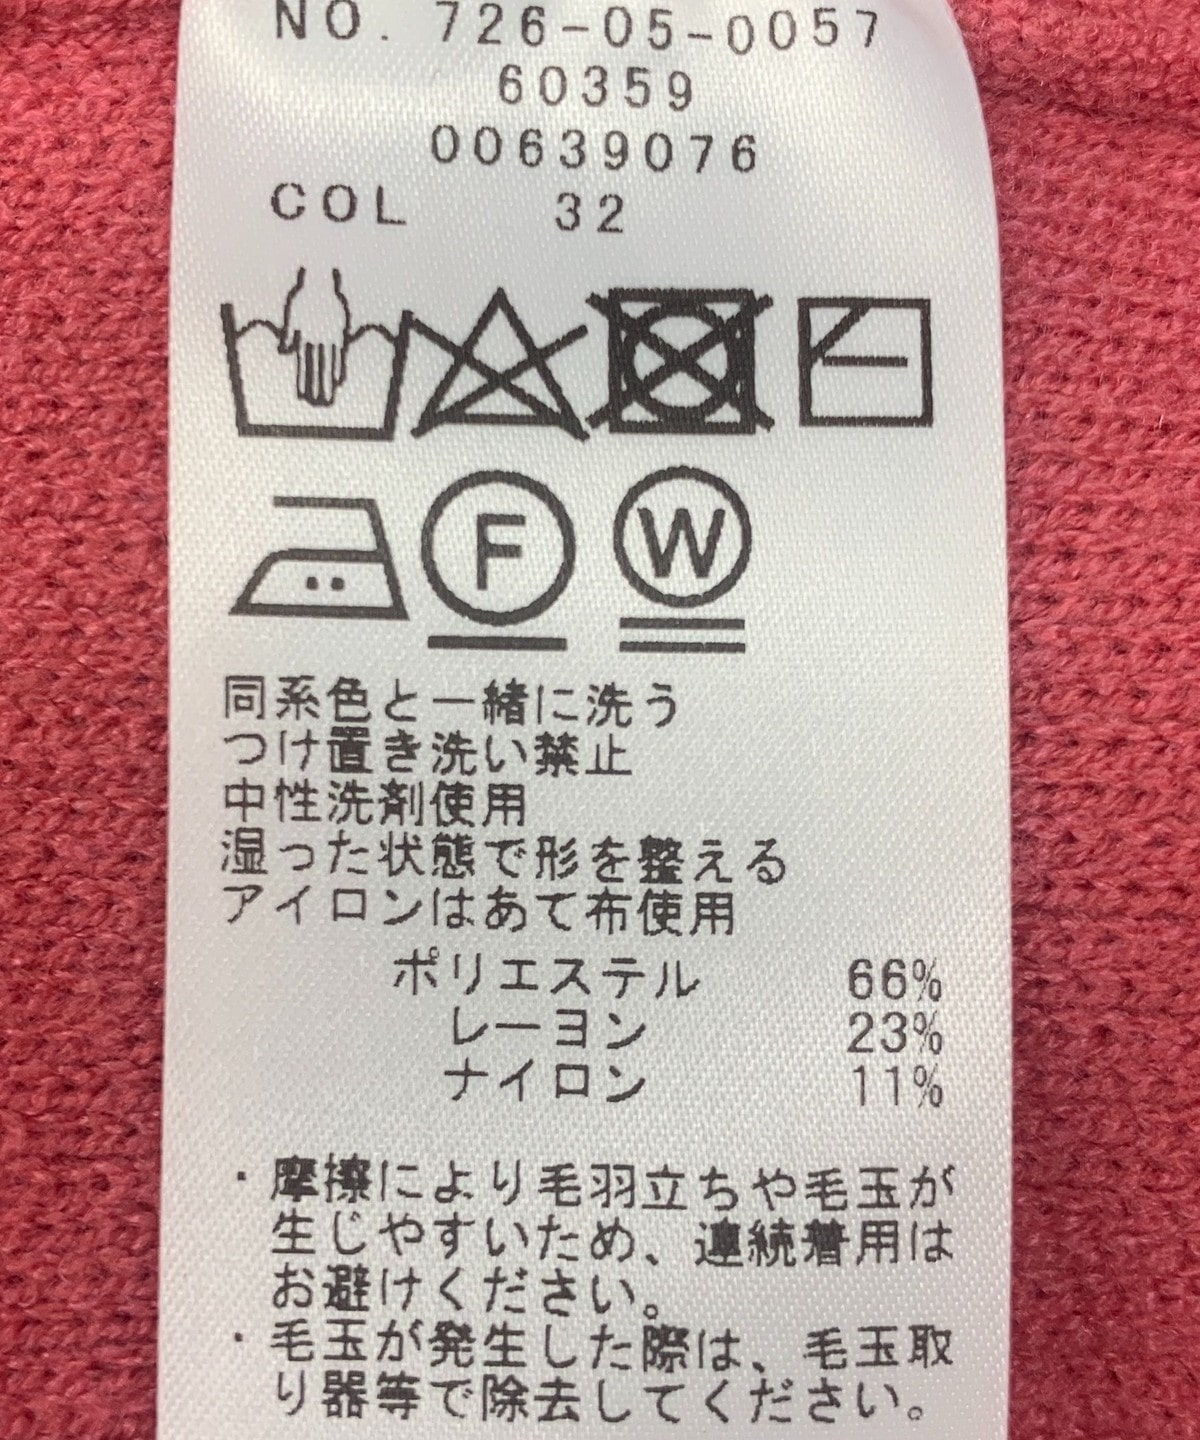 NO. 726-05-0057
60359
00639076
COL 32
F
W
同系色と一緒に洗う
つけ置き洗い禁止
中性洗剤使用
湿った状態で形を整える
アイロンはあて布使用
ポリエステル 66%
レーヨン 23%
ナイロン 11%
・摩擦により毛羽立ちや毛玉が
生じやすいため、連続着用は
お避けください。
・毛玉が発生した際は、毛玉取
り器等で除去してください。